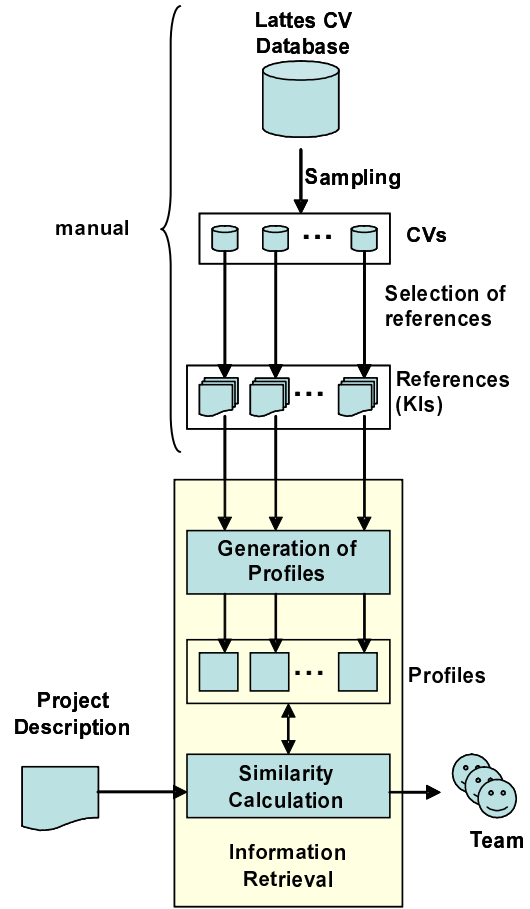 Lattes CV
Database
Sampling
manual
CVs
Selection of
references
References
(KIs)
Generation of
Profiles
Profiles
Project
Description
Similarity
Calculation
Team
Information
Retrieval